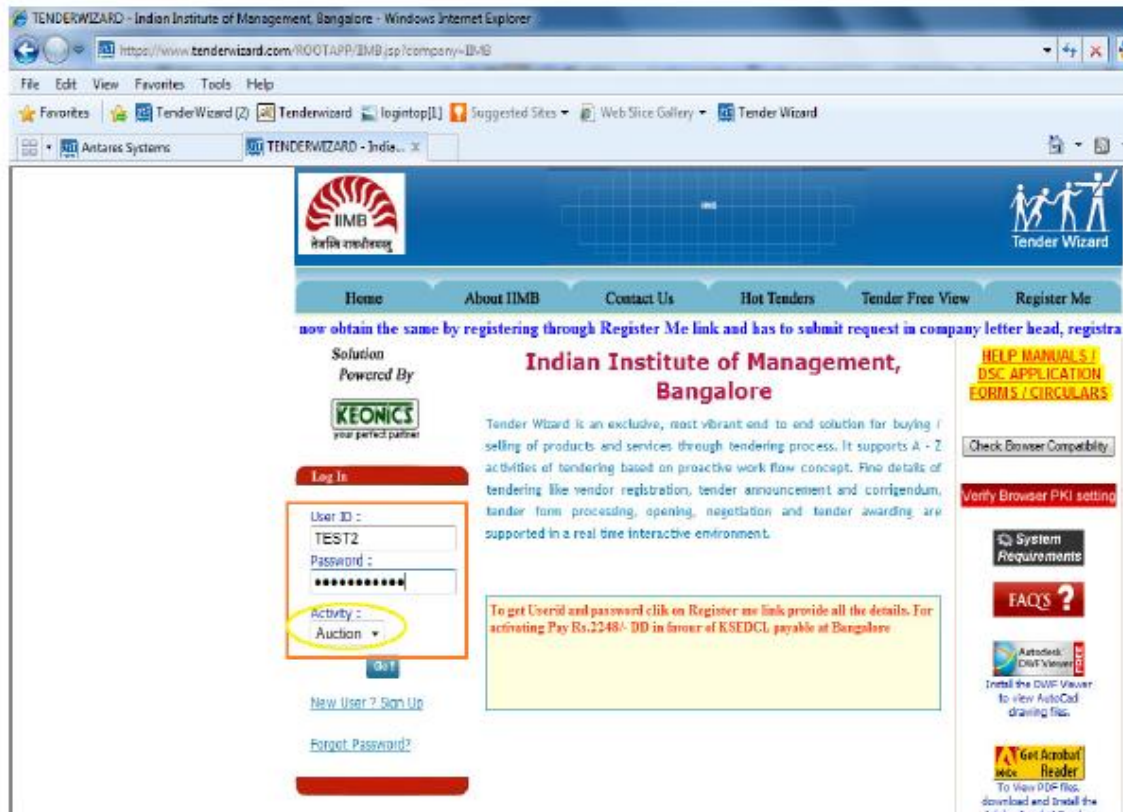 TENDERWIZARD - Indian Institute of Management, Bangalore - Windows Internet Explorer
https://www.tenderwizard.com/ROOTAPP/IIMB.jsp?company=IIMB
File Edit View Favorites Tools Help
Favorites TenderWizard (2) Tenderwizard logintop[1] Suggested Sites Web Slice Gallery Tender Wizard
Antares Systems TENDERWIZARD - India...
IIMB
Tender Wizard
Home About IIMB Contact Us Hot Tenders Tender Free View Register Me
now obtain the same by registering through Register Me link and has to submit request in company letter head, registra
Solution
Powered By
KEONICS
your perfect partner
Log In
User ID :
TEST2
Password :
Activity :
Auction
Go!
New User ? Sign Up
Forgot Password?
Indian Institute of Management,
Bangalore
Tender Wizard is an exclusive, most vibrant end to end solution for buying /
selling of products and services through tendering process. It supports A - Z
activities of tendering based on proactive work flow concept. Fine details of
tendering like vendor registration, tender announcement and corrigendum,
tender form processing, opening, negotiation and tender awarding are
supported in a real time interactive environment.
To get Userid and password clik on Register me link provide all the details. For
activating Pay Rs.2248/- DD in favour of KSEDCL payable at Bangalore
HELP MANUALS /
DSC APPLICATION
FORMS / CIRCULARS
Check Browser Compatiblity
Verify Browser PKI setting
System
Requirements
FAQ'S ?
Autodesk
DWF Viewer
FREE
Install the DWF Viewer
to view AutoCad
drawing files.
Get Acrobat
Adobe Reader
To View PDF files,
download and Install the